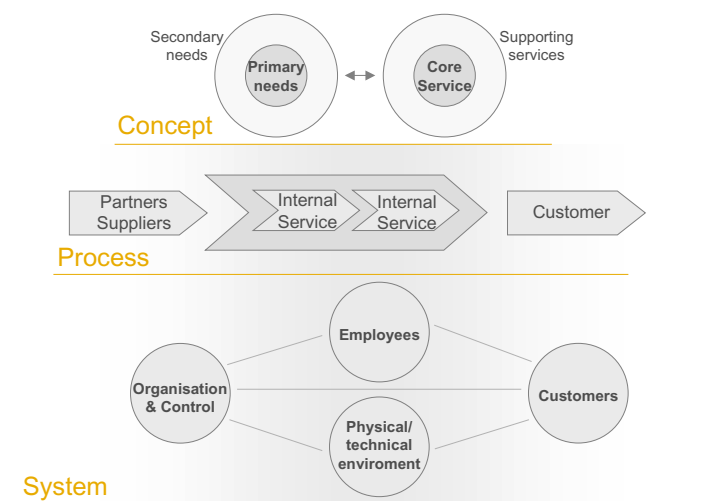 Secondary
needs
Primary
needs
Core
Service
Supporting
services
Concept
Partners
Suppliers
Internal
Service
Internal
Service
Customer
Process
Employees
Organisation
& Control
Customers
Physical/
technical
enviroment
System